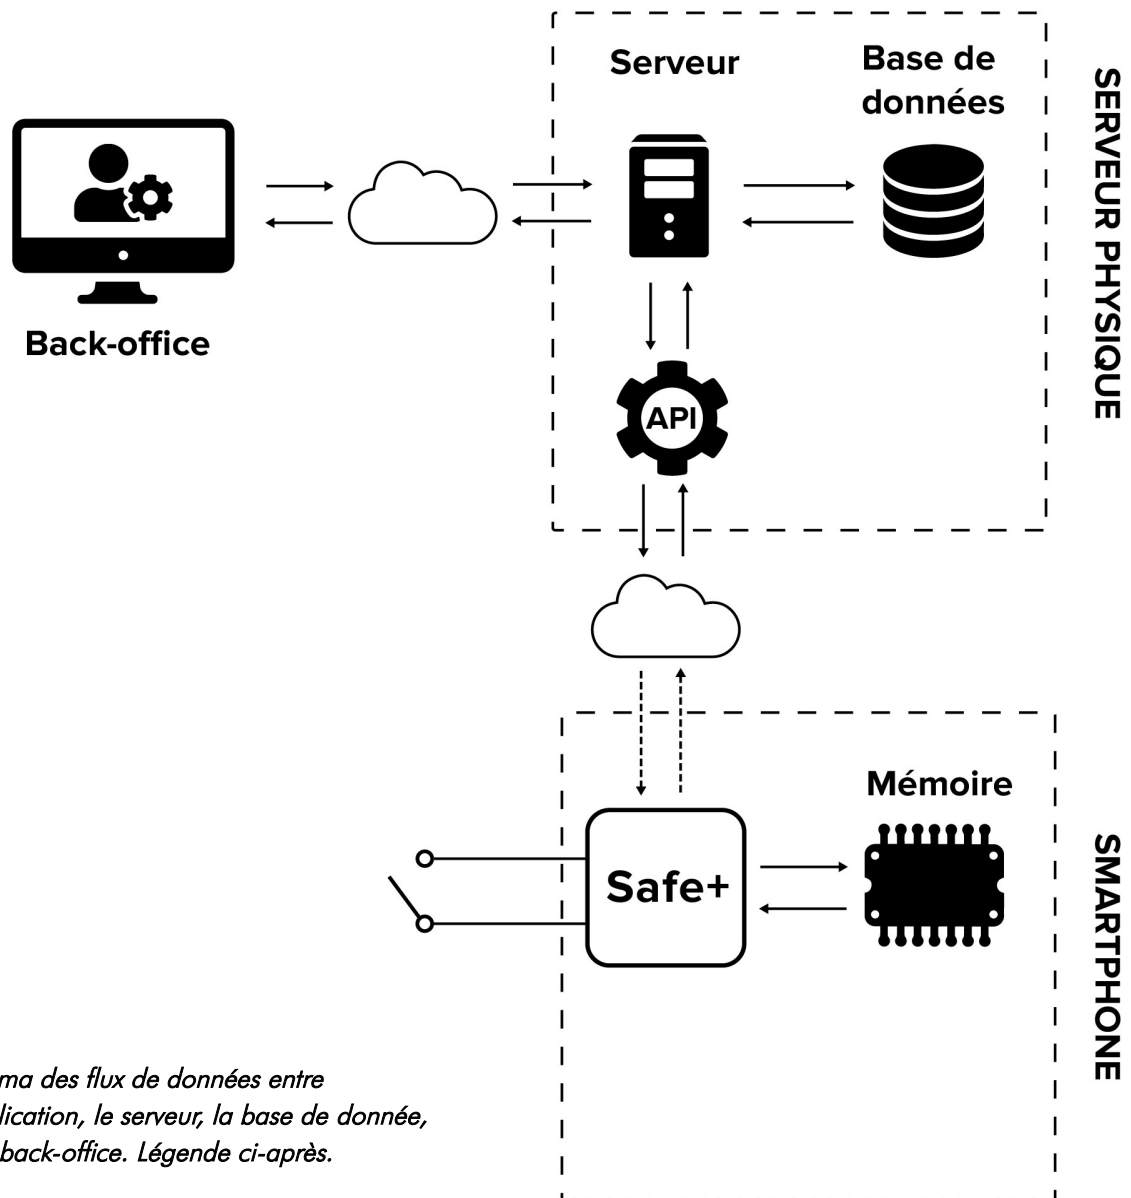 Serveur
Base de
données
SERVEUR PHYSIQUE
Back-office
API
Mémoire
Safe+
SMARTPHONE
ma des flux de données entre
lication, le serveur, la base de donnée,
back-office. Légende ci-après.